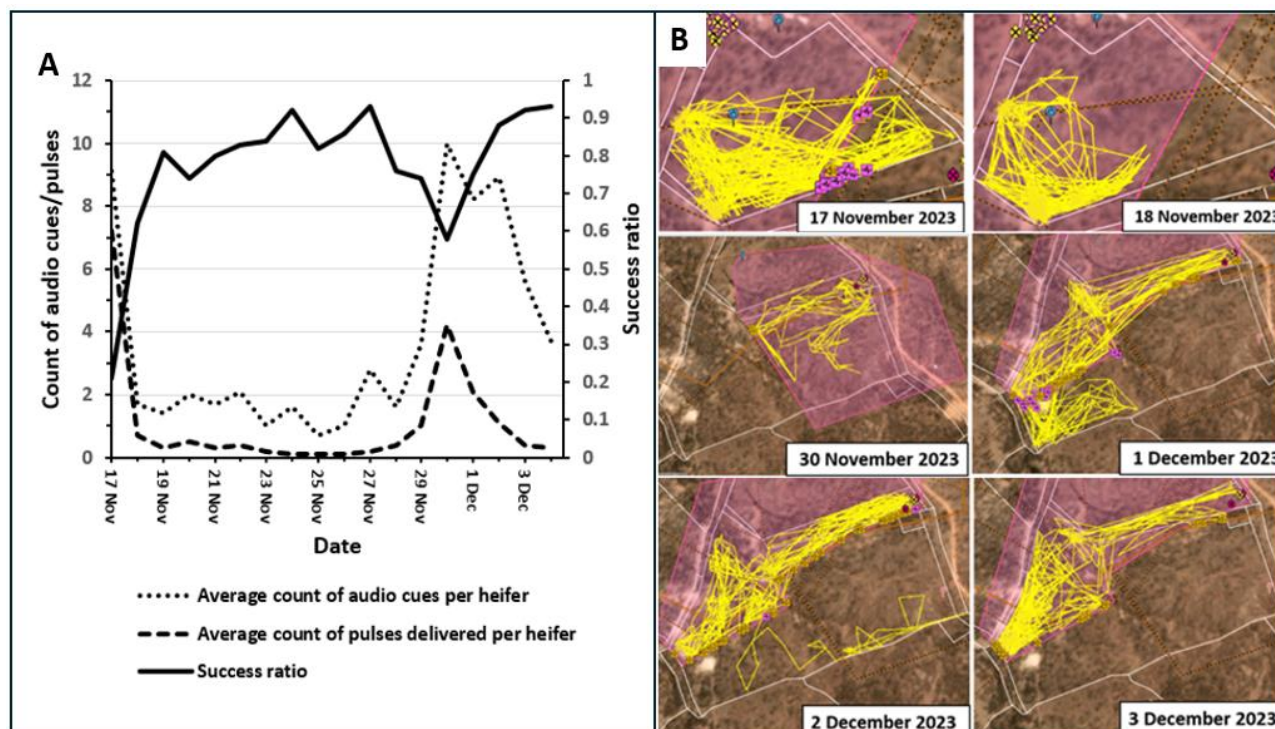 A
12
10
8
6
4
2
0
Count of audio cues/pulses
1
0.9
0.8
0.7
0.6
0.5
0.4
0.3
0.2
0.1
0
Success ratio
17 Nov
19 Nov
21 Nov
23 Nov
25 Nov
27 Nov
29 Nov
1 Dec
3 Dec
Date
Average count of audio cues per heifer
Average count of pulses delivered per heifer
Success ratio
B
17 November 2023
18 November 2023
30 November 2023
1 December 2023
2 December 2023
3 December 2023